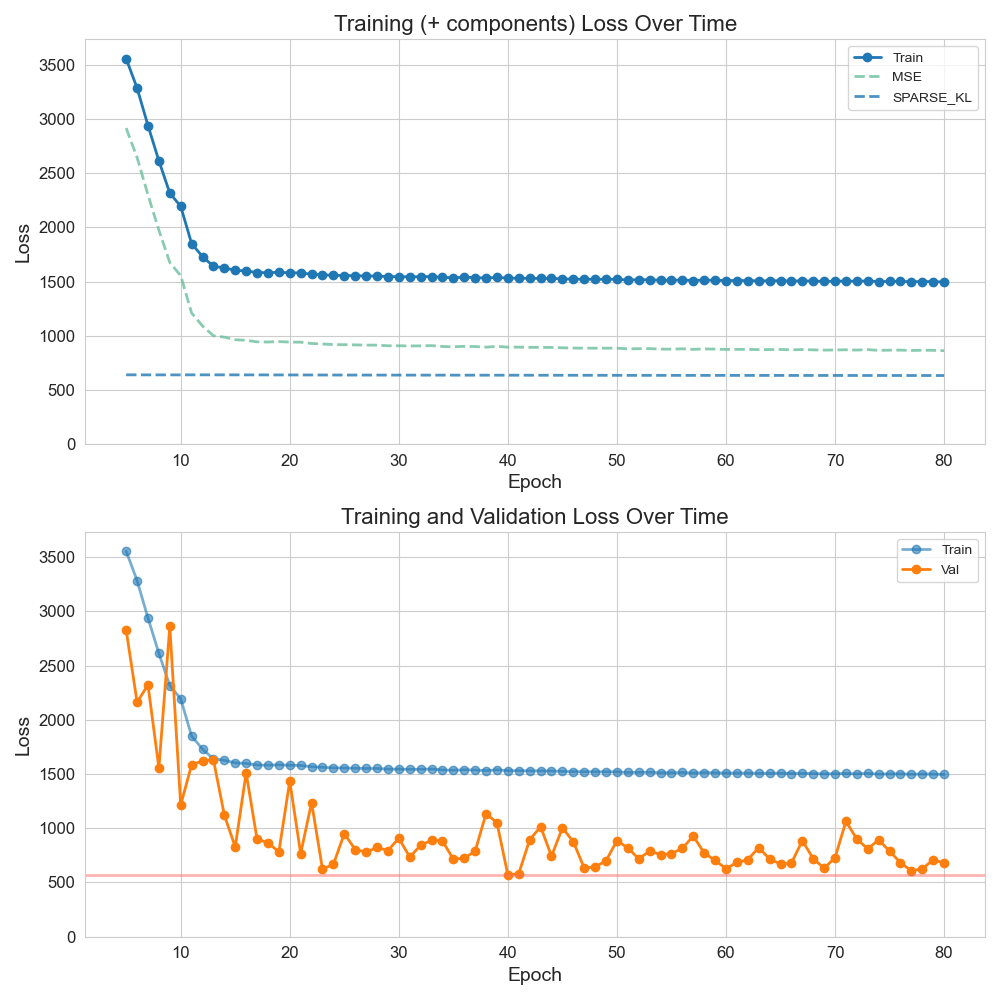 Training (+ components) Loss Over Time
Loss
3500
3000
2500
2000
1500
1000
500
0
Train
MSE
SPARSE_KL
10 20 30 40 50 60 70 80
Epoch
Training and Validation Loss Over Time
Loss
3500
3000
2500
2000
1500
1000
500
0
Train
Val
10 20 30 40 50 60 70 80
Epoch